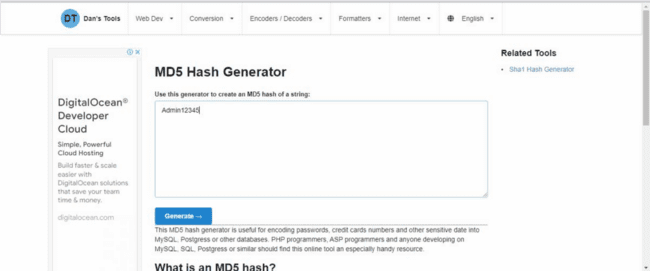 DT Dan's Tools Web Dev Conversion Encoders / Decoders Formatters Internet English
DigitalOcean®
Developer
Cloud
Simple, Powerful
Cloud Hosting
Build faster & scale
easier with
DigitalOcean solutions
that save your team
time & money.
digitalocean.com
MD5 Hash Generator
Use this generator to create an MD5 hash of a string:
Admin12345
Generate →
This MD5 hash generator is useful for encoding passwords, credit cards numbers and other sensitive date into
MySQL, Postgress or other databases. PHP programmers, ASP programmers and anyone developing on
MySQL, SQL, Postgress or similar should find this online tool an especially handy resource.
What is an MD5 hash?
Related Tools
• Sha1 Hash Generator